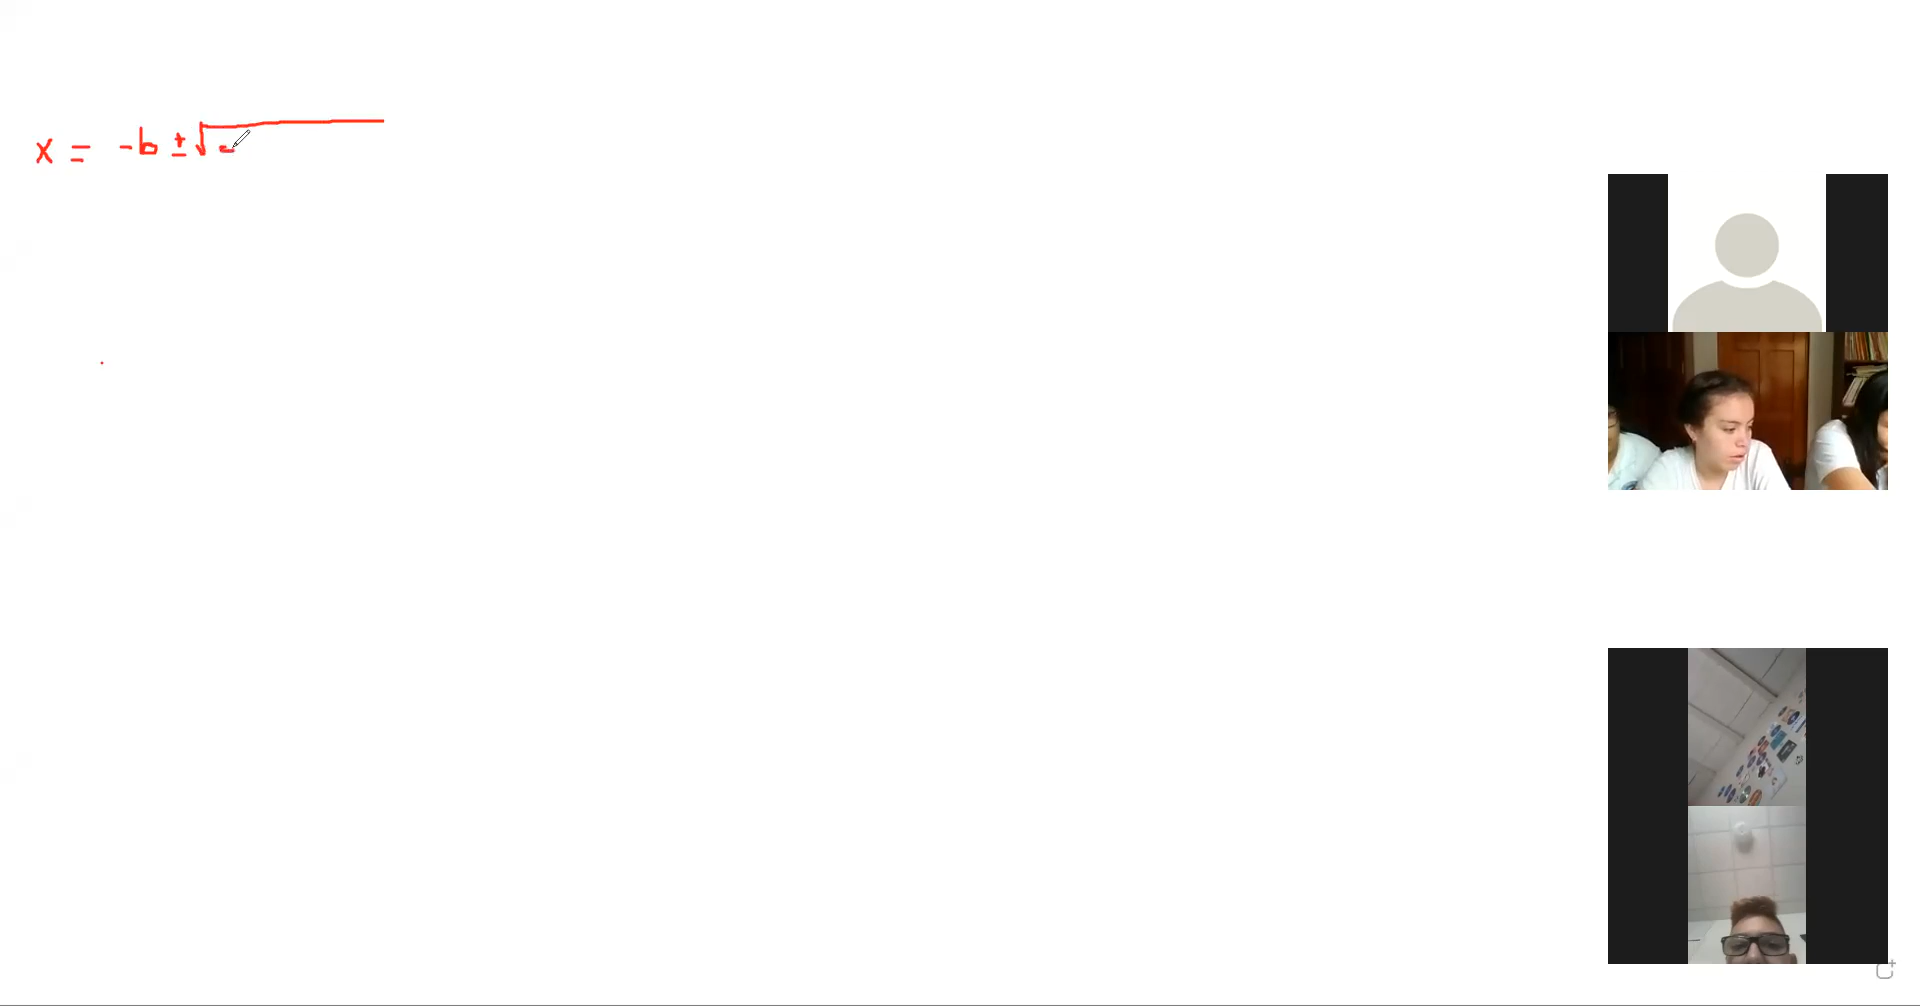 x = -b ± √